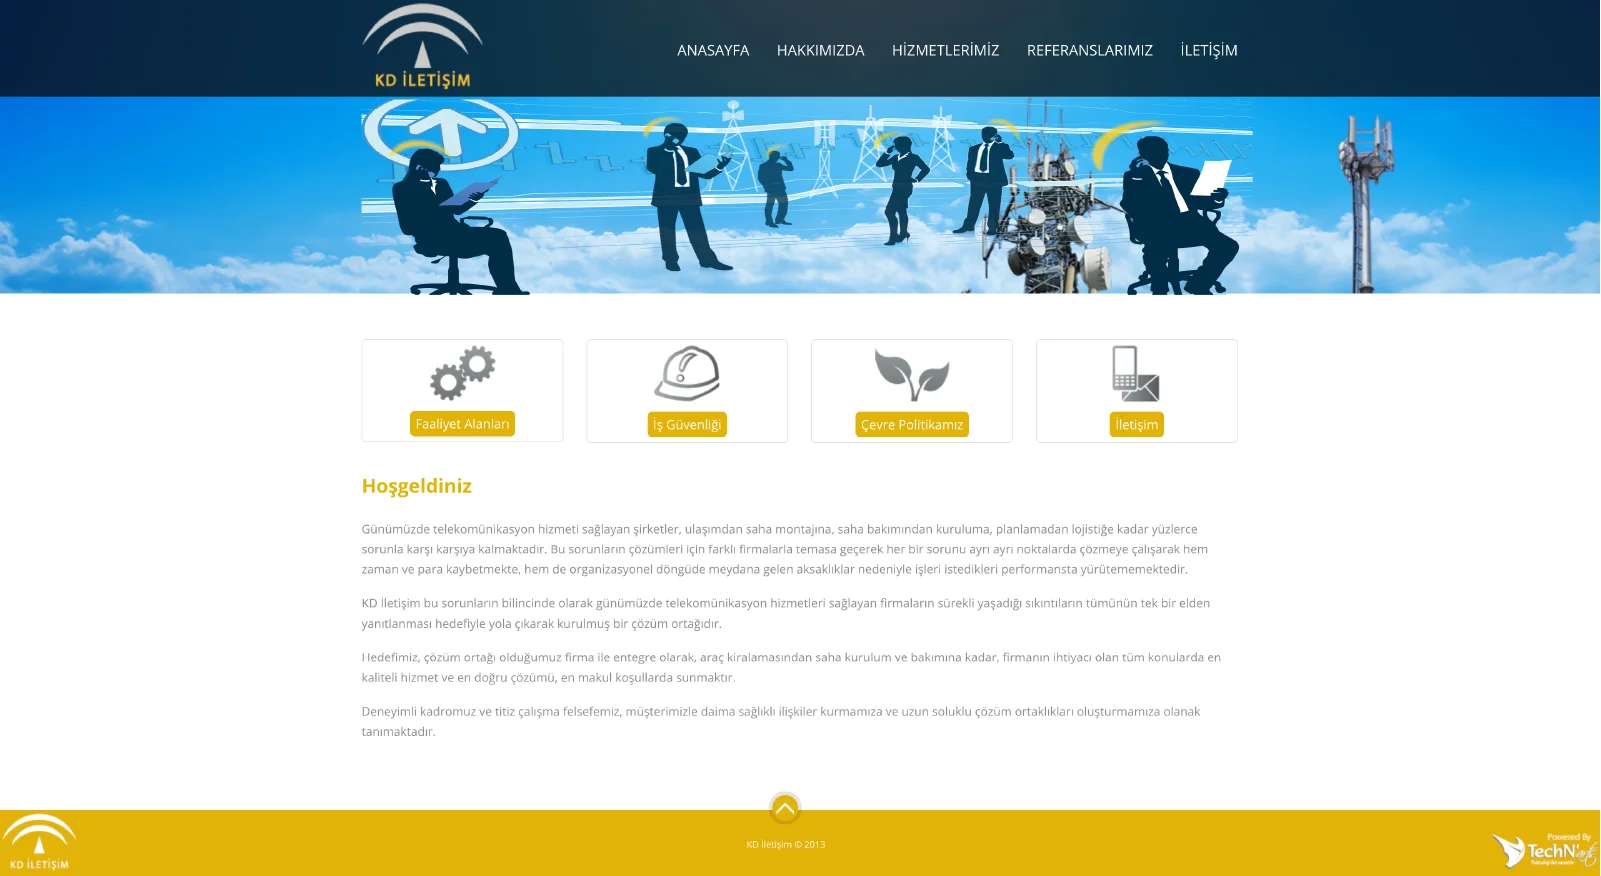 KD İLETİŞİM
ANASAYFA HAKKIMIZDA HİZMETLERİMİZ REFERANSLARIMIZ İLETİŞİM
Faaliyet Alanları İş Güvenliği Çevre Politikamız İletişim
Hoşgeldiniz
Günümüzde telekomünikasyon hizmeti sağlayan şirketler, ulaşımdan saha montajına, saha bakımından kuruluma, planlamadan lojistiğe kadar yüzlerce
sorunla karşı karşıya kalmaktadır. Bu sorunların çözümleri için farklı firmalarla temasa geçerek her bir sorunu ayrı ayrı noktalarda çözmeye çalışarak hem
zaman ve para kaybetmekte, hem de organizasyonel döngüde meydana gelen aksaklıklar nedeniyle işleri istedikleri performansta yürütememektedir.
KD İletişim bu sorunların bilincinde olarak günümüzde telekomünikasyon hizmetleri sağlayan firmaların sürekli yaşadığı sıkıntıların tümünün tek bir elden
yanıtlanması hedefiyle yola çıkarak kurulmuş bir çözüm ortağıdır.
Hedefimiz, çözüm ortağı olduğumuz firma ile entegre olarak, araç kiralamasından saha kurulum ve bakımına kadar, firmanın ihtiyacı olan tüm konularda en
kaliteli hizmet ve en doğru çözümü, en makul koşullarda sunmaktır.
Deneyimli kadromuz ve titiz çalışma felsefemiz, müşterimizle daima sağlıklı ilişkiler kurmamıza ve uzun soluklu çözüm ortaklıkları oluşturmamıza olanak
tanımaktadır.
KD İLETİŞİM
KD İletişim © 2013
Powesed By
TechN'arts